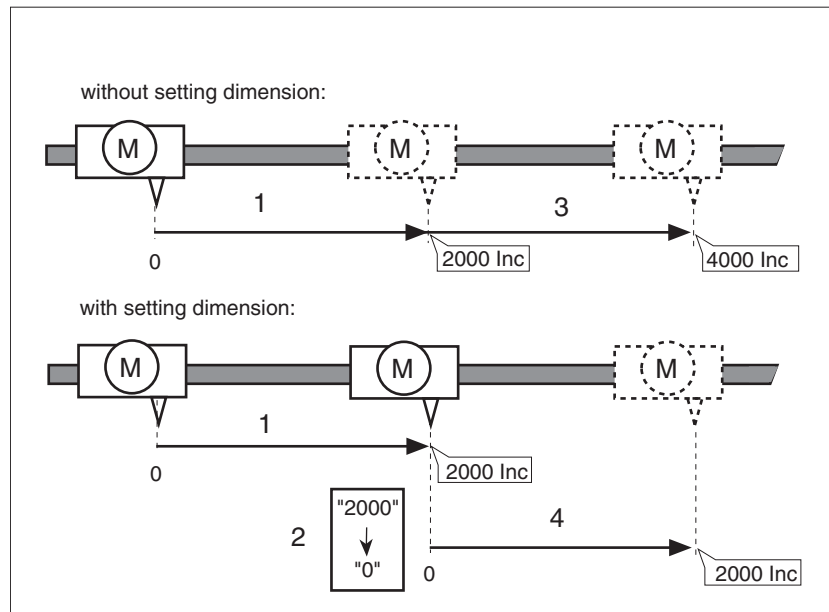 without setting dimension:
M M M
1 3
0 2000 Inc 4000 Inc
with setting dimension:
M M M
1
0 2000 Inc
2 "2000" 4
"0" 0 2000 Inc